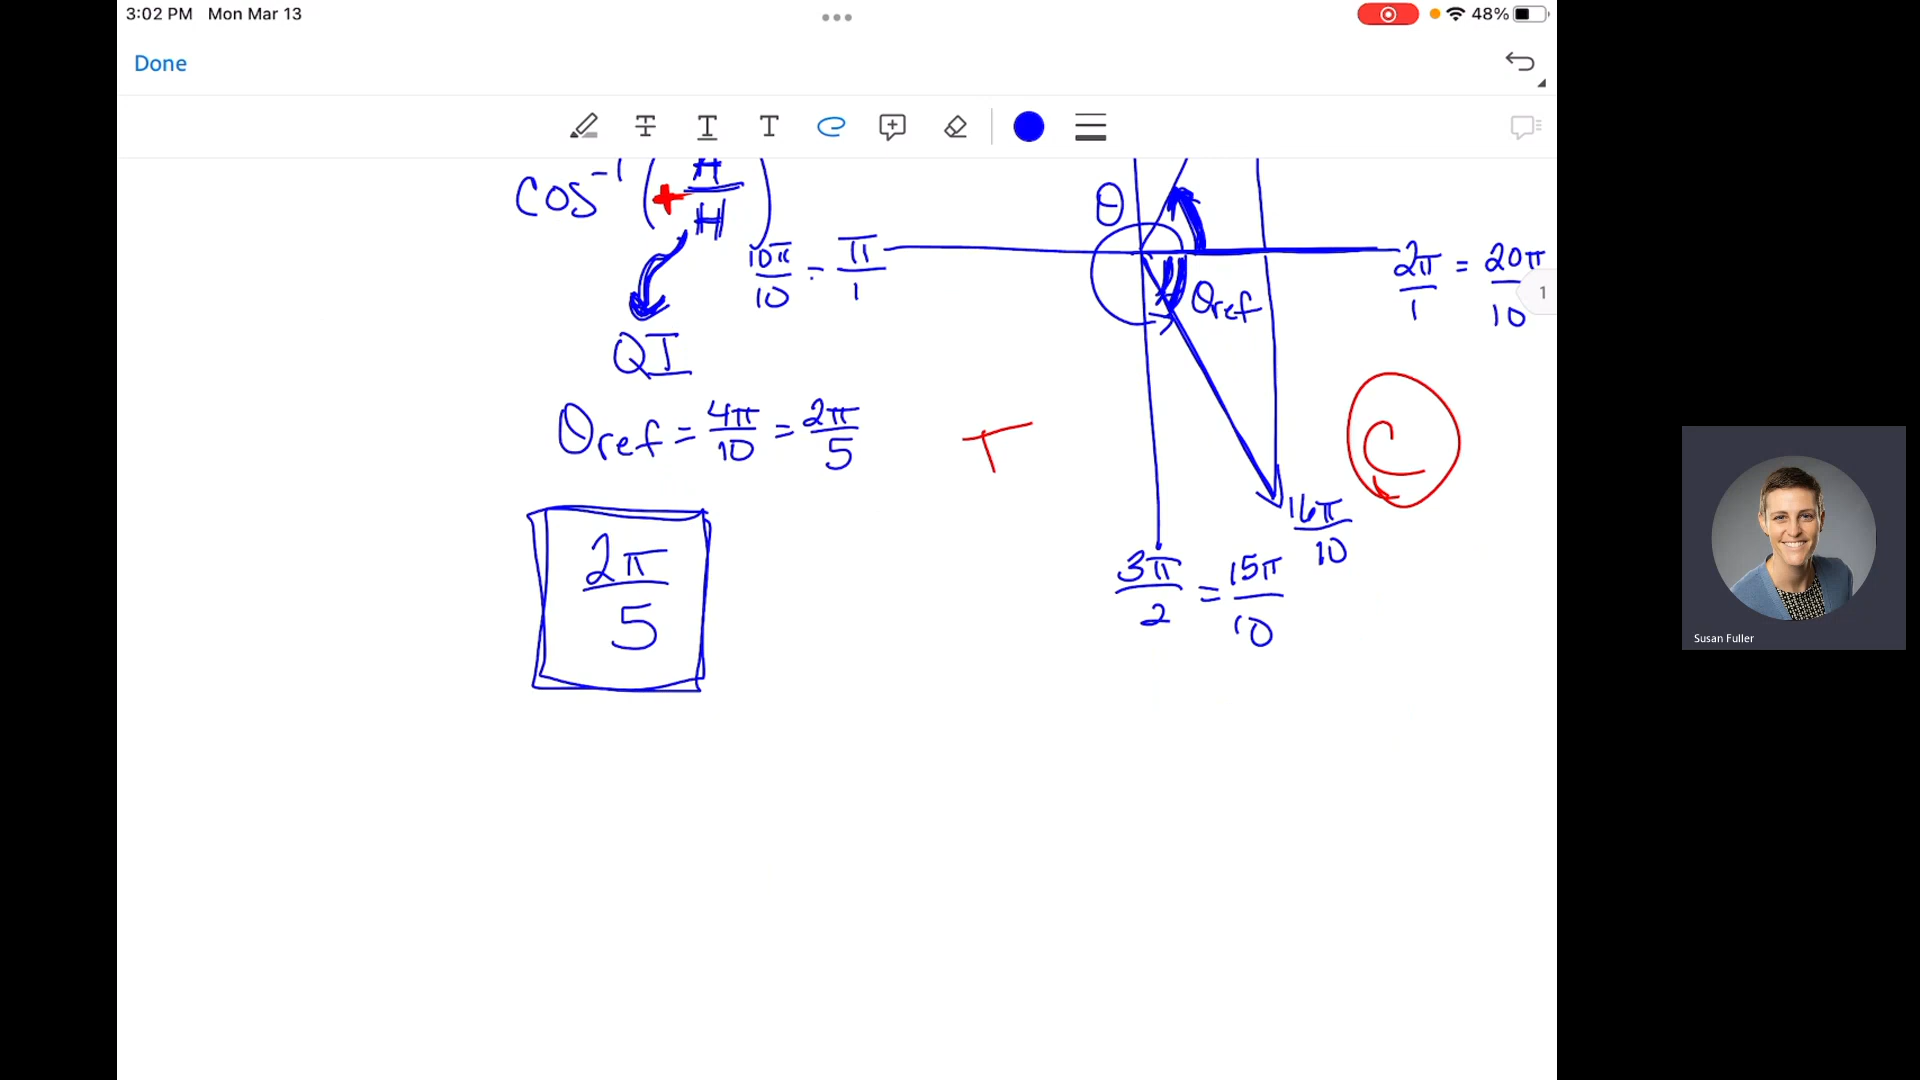 3:02 PM Mon Mar 13
48%
Done
T T T
cos⁻¹ (+A/H)
θ
10π/10 = π/1
2π/1 = 20π/10
1
θref
QI
θref = 4π/10 = 2π/5
T
C
16π/10
2π/5
3π/2 = 15π/10
Susan Fuller